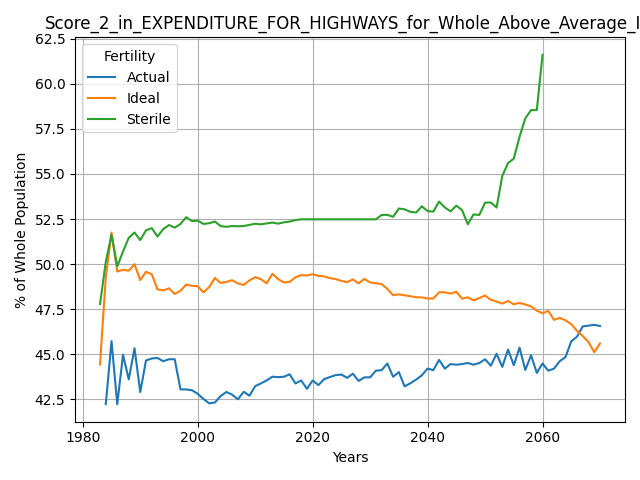 Score_2_in_EXPENDITURE_FOR_HIGHWAYS_for_Whole_Above_Average_I
62.5
60.0
57.5
55.0
52.5
50.0
47.5
45.0
42.5
% of Whole Population
Fertility
Actual
Ideal
Sterile
1980
2000
2020
2040
2060
Years